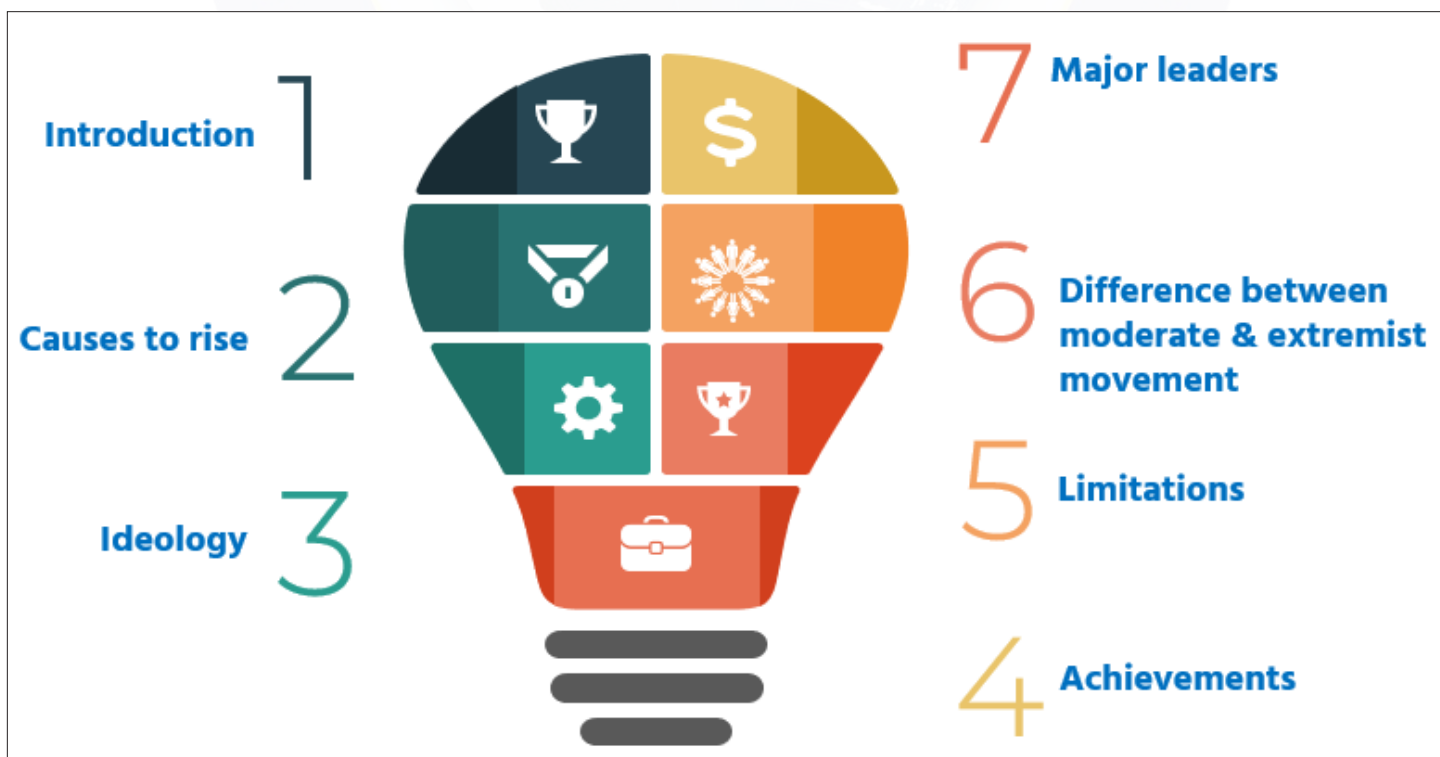 1
Introduction
2
Causes to rise
3
Ideology
7
Major leaders
6
Difference between
moderate & extremist
movement
5
Limitations
4
Achievements
$
1